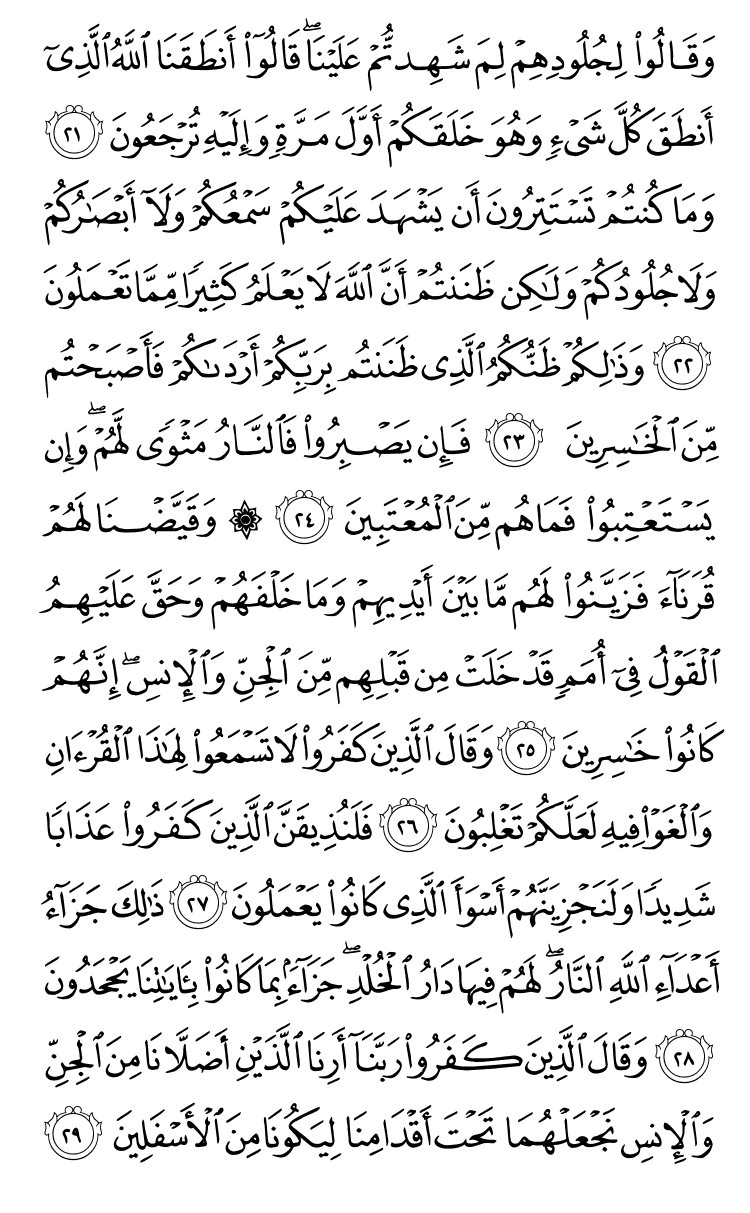 وَقَالُوا۟ لِجُلُودِهِمْ لِمَ شَهِدتُّمْ عَلَيْنَا ۖ قَالُوٓا۟ أَنطَقَنَا ٱللَّهُ ٱلَّذِىٓ
أَنطَقَ كُلَّ شَىْءٍ وَهُوَ خَلَقَكُمْ أَوَّلَ مَرَّةٍ وَإِلَيْهِ تُرْجَعُونَ ٢١
وَمَا كُنتُمْ تَسْتَتِرُونَ أَن يَشْهَدَ عَلَيْكُمْ سَمْعُكُمْ وَلَآ أَبْصَٰرُكُمْ
وَلَا جُلُودُكُمْ وَلَٰكِن ظَنَنتُمْ أَنَّ ٱللَّهَ لَا يَعْلَمُ كَثِيرًا مِّمَّا تَعْمَلُونَ
٢٢ وَذَٰلِكُمْ ظَنُّكُمُ ٱلَّذِى ظَنَنتُم بِرَبِّكُمْ أَرْدَىٰكُمْ فَأَصْبَحْتُم
مِّنَ ٱلْخَٰسِرِينَ ٢٣ فَإِن يَصْبِرُوا۟ فَٱلنَّارُ مَثْوًى لَّهُمْ ۖ وَإِن
يَسْتَعْتِبُوا۟ فَمَا هُم مِّنَ ٱلْمُعْتَبِينَ ٢٤ ۞ وَقَيَّضْنَا لَهُمْ
قُرَنَآءَ فَزَيَّنُوا۟ لَهُم مَّا بَيْنَ أَيْدِيهِمْ وَمَا خَلْفَهُمْ وَحَقَّ عَلَيْهِمُ
ٱلْقَوْلُ فِىٓ أُمَمٍ قَدْ خَلَتْ مِن قَبْلِهِم مِّنَ ٱلْجِنِّ وَٱلْإِنسِ ۖ إِنَّهُمْ
كَانُوا۟ خَٰسِرِينَ ٢٥ وَقَالَ ٱلَّذِينَ كَفَرُوا۟ لَا تَسْمَعُوا۟ لِهَٰذَا ٱلْقُرْءَانِ
وَٱلْغَوْا۟ فِيهِ لَعَلَّكُمْ تَغْلِبُونَ ٢٦ فَلَنُذِيقَنَّ ٱلَّذِينَ كَفَرُوا۟ عَذَابًا
شَدِيدًا وَلَنَجْزِيَنَّهُمْ أَسْوَأَ ٱلَّذِى كَانُوا۟ يَعْمَلُونَ ٢٧ ذَٰلِكَ جَزَآءُ
أَعْدَآءِ ٱللَّهِ ٱلنَّارُ ۖ لَهُمْ فِيهَا دَارُ ٱلْخُلْدِ ۖ جَزَآءًۢ بِمَا كَانُوا۟ بِـَٔايَٰتِنَا يَجْحَدُونَ
٢٨ وَقَالَ ٱلَّذِينَ كَفَرُوا۟ رَبَّنَآ أَرِنَا ٱلَّذَيْنِ أَضَلَّانَا مِنَ ٱلْجِنِّ
وَٱلْإِنسِ نَجْعَلْهُمَا تَحْتَ أَقْدَامِنَا لِيَكُونَا مِنَ ٱلْأَسْفَلِينَ ٢٩